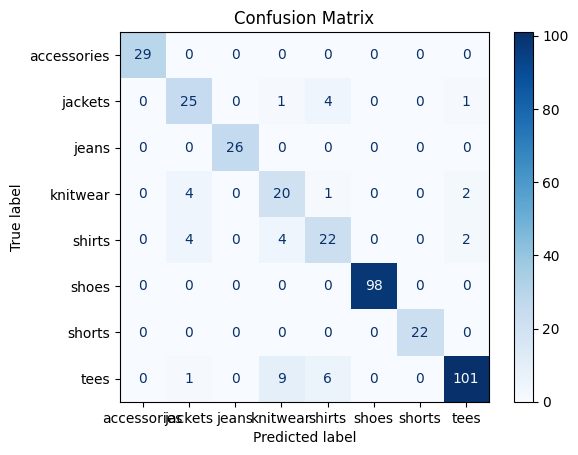 Confusion Matrix
accessories 29 0 0 0 0 0 0 0
jackets 0 25 0 1 4 0 0 1
jeans 0 0 26 0 0 0 0 0
knitwear 0 4 0 20 1 0 0 2
shirts 0 4 0 4 22 0 0 2
shoes 0 0 0 0 0 98 0 0
shorts 0 0 0 0 0 0 22 0
tees 0 1 0 9 6 0 0 101
accessories jackets jeans knitwear shirts shoes shorts tees
Predicted label
True label
100
80
60
40
20
0